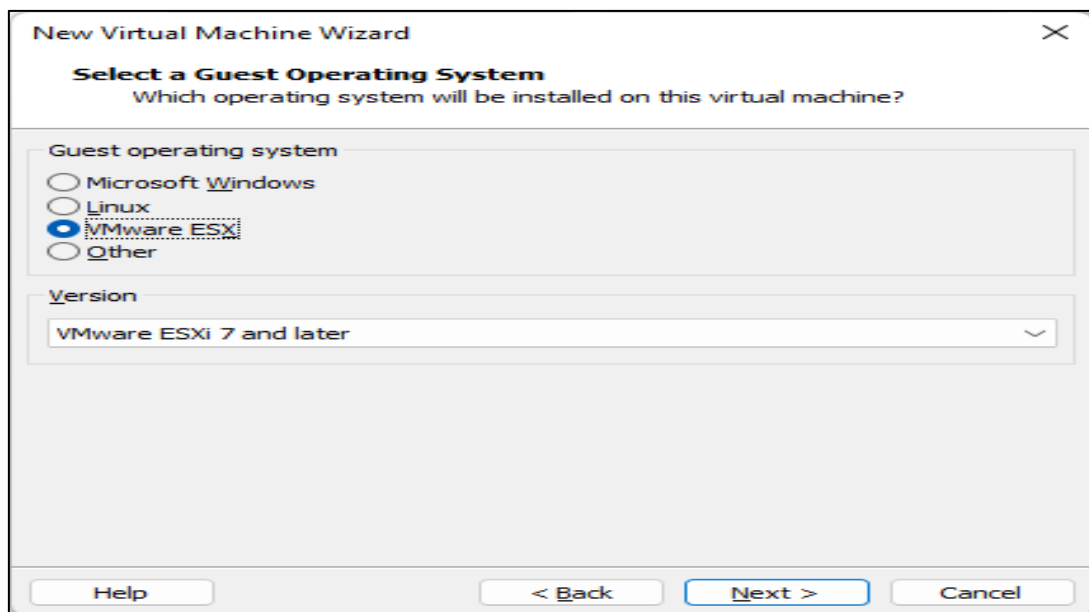 New Virtual Machine Wizard
Select a Guest Operating System
Which operating system will be installed on this virtual machine?
Guest operating system
Microsoft Windows
Linux
VMware ESX
Other
Version
VMware ESXi 7 and later
Help
< Back
Next >
Cancel